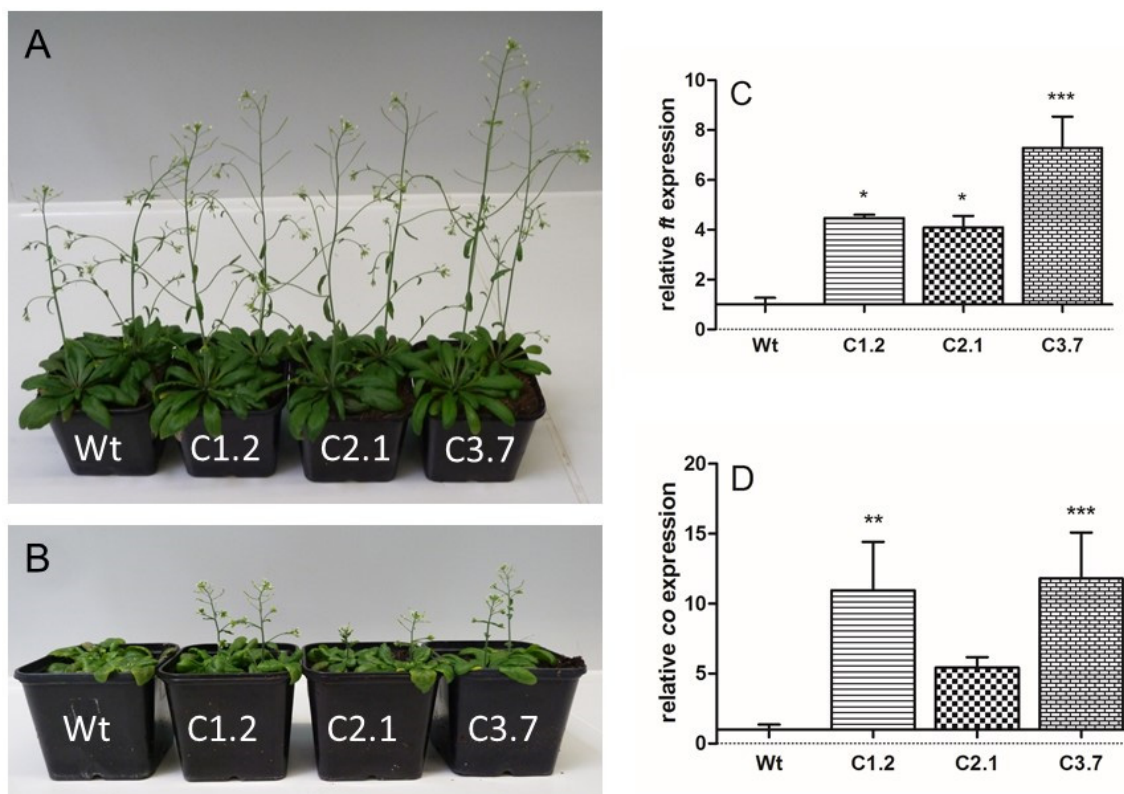 A
Wt C1.2 C2.1 C3.7
B
Wt C1.2 C2.1 C3.7
C
relative ft expression
10
8
6
4
2
0
* * ***
Wt C1.2 C2.1 C3.7
D
relative co expression
20
15
10
5
0
** ***
Wt C1.2 C2.1 C3.7